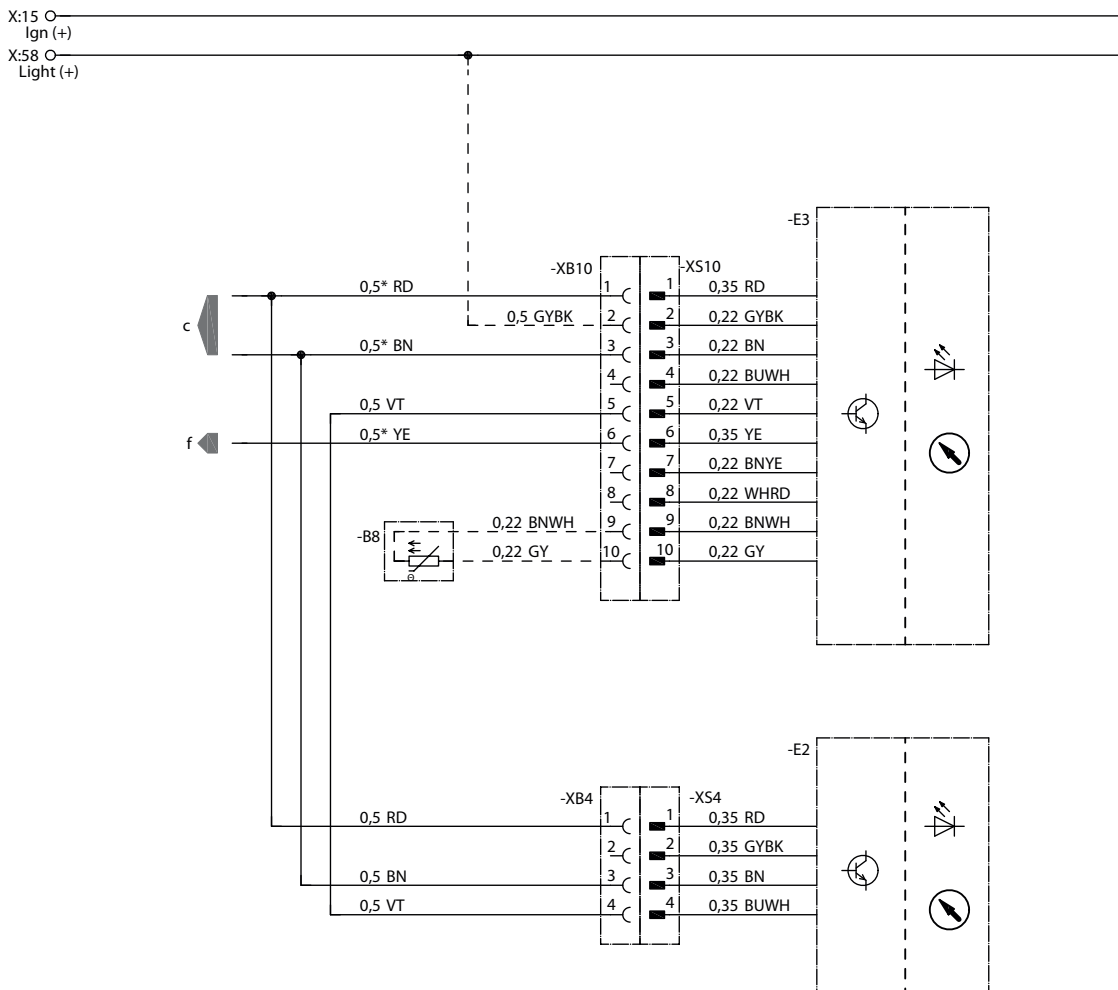 X:15
Ign (+)
X:58
Light (+)
-E3
-XB10
-XS10
c
0,5* RD
1
1
0,35 RD
0,5 GYBK
2
2
0,22 GYBK
0,5* BN
3
3
0,22 BN
4
4
0,22 BUWH
0,5 VT
5
5
0,22 VT
f
0,5* YE
6
6
0,35 YE
7
7
0,22 BNYE
8
8
0,22 WHRD
-B8
0,22 BNWH
9
9
0,22 BNWH
0,22 GY
10
10
0,22 GY
-E2
-XB4
-XS4
0,5 RD
1
1
0,35 RD
2
2
0,35 GYBK
0,5 BN
3
3
0,35 BN
0,5 VT
4
4
0,35 BUWH